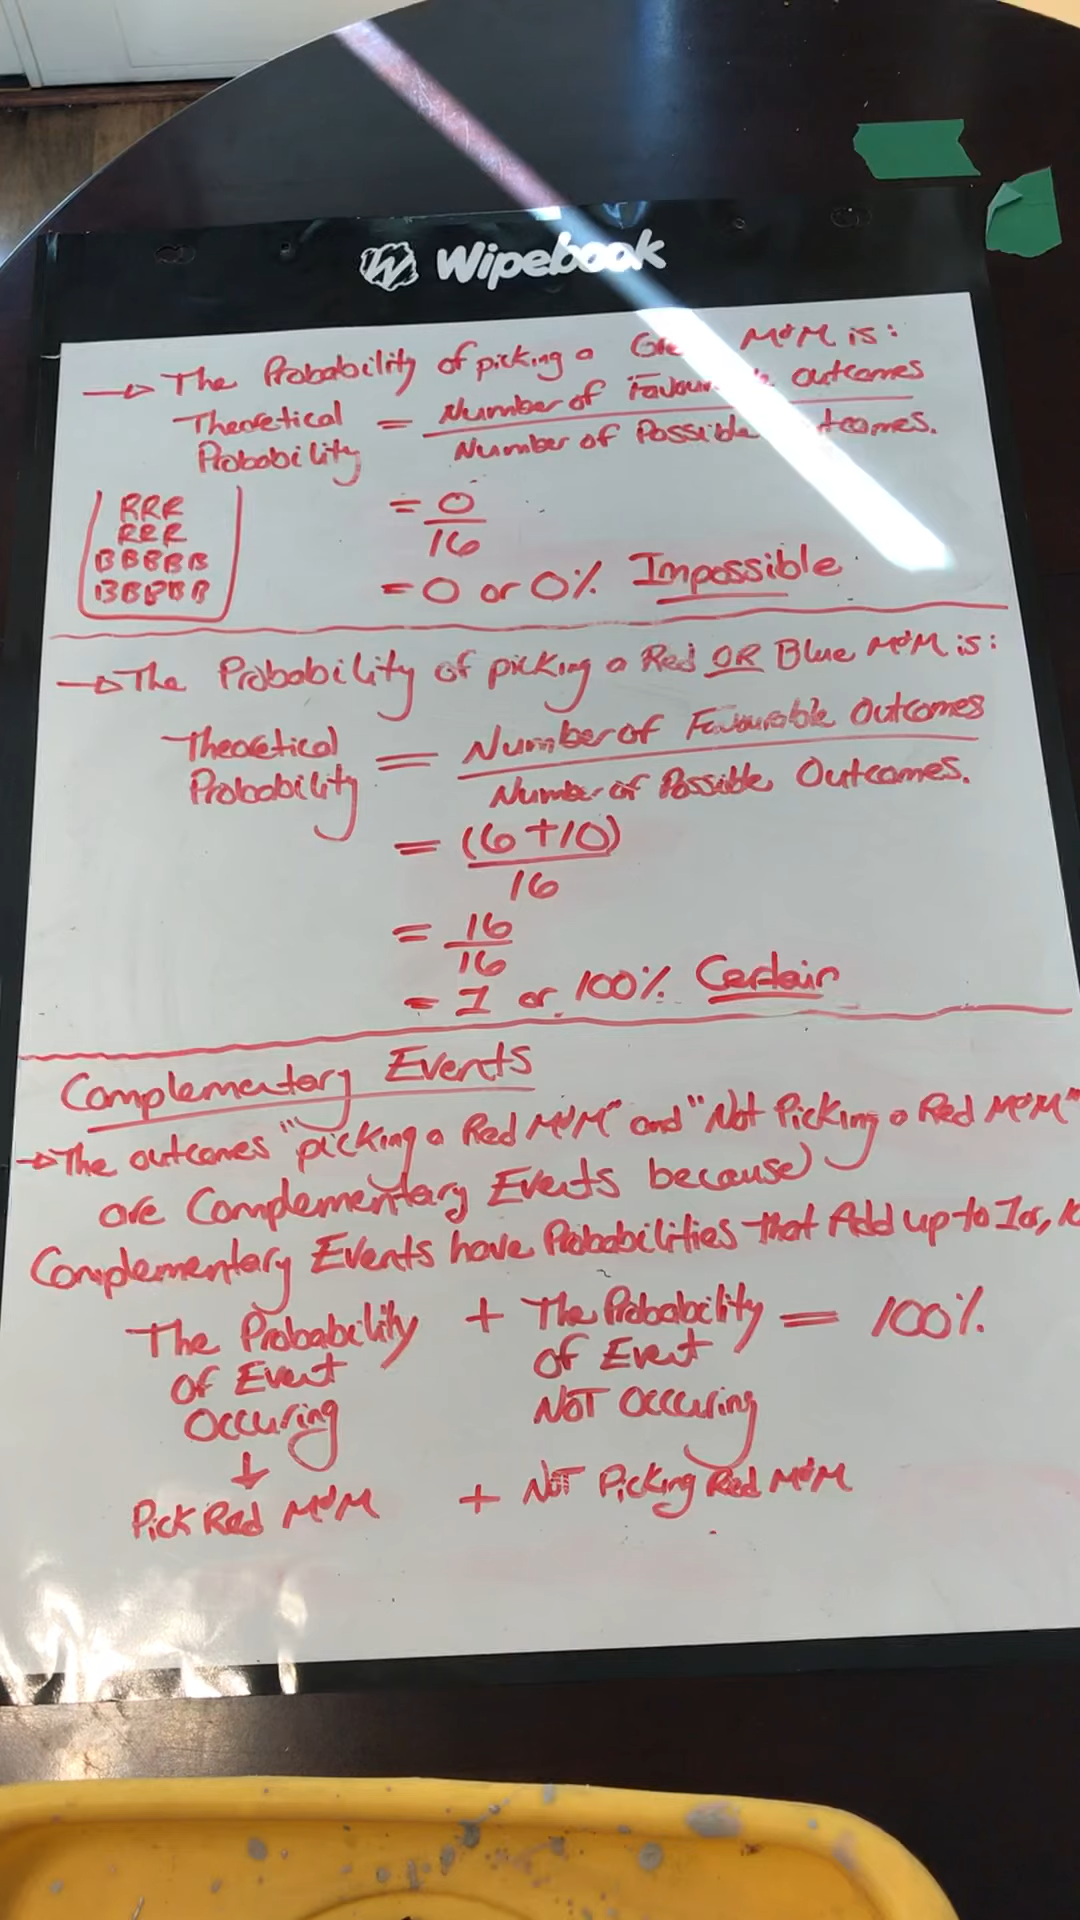 Wipebook
→ The Probability of picking a M&M is:
Theoretical Probability = Number of Favourable outcomes
Number of Possible outcomes.
RRR
RRR
BBBBB
BBBBB
= 0
16
= 0 or 0% Impossible
→ The Probability of picking a Red OR Blue M&M is:
Theoretical Probability = Number of Favourable Outcomes
Number of Possible Outcomes.
= (6+10)
16
= 16
16
= 1 or 100% Certain
Complementary Events
→ The outcomes "picking a Red M&M" and "Not Picking a Red M&M"
are Complementary Events because
Complementary Events have Probabilities that Add up to 1 or,
The Probability + The Probability = 100%
of Event of Event
Occuring NOT Occuring
↓
Pick Red M&M + NOT Picking Red M&M